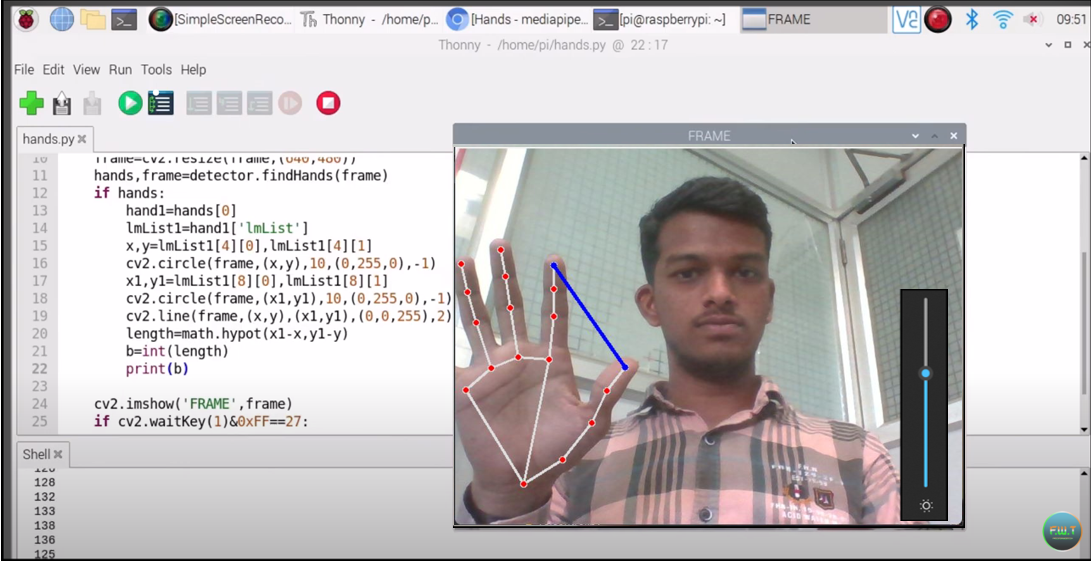 [SimpleScreenReco...
Thonny - /home/p...
[Hands - mediapipe...
[pi@raspberrypi: ~]
FRAME
09:51
Thonny - /home/pi/hands.py @ 22:17
File Edit View Run Tools Help
hands.py
10 frame=cv2.resize(frame,(640,480))
11 hands,frame=detector.findHands(frame)
12 if hands:
13 hand1=hands[0]
14 lmList1=hand1['lmList']
15 x,y=lmList1[4][0],lmList1[4][1]
16 cv2.circle(frame,(x,y),10,(0,255,0),-1)
17 x1,y1=lmList1[8][0],lmList1[8][1]
18 cv2.circle(frame,(x1,y1),10,(0,255,0),-1)
19 cv2.line(frame,(x,y),(x1,y1),(0,0,255),2)
20 length=math.hypot(x1-x,y1-y)
21 b=int(length)
22 print(b)
23
24 cv2.imshow('FRAME',frame)
25 if cv2.waitKey(1)&0xFF==27:
FRAME
Shell
128
132
133
138
136
125
F.W.T